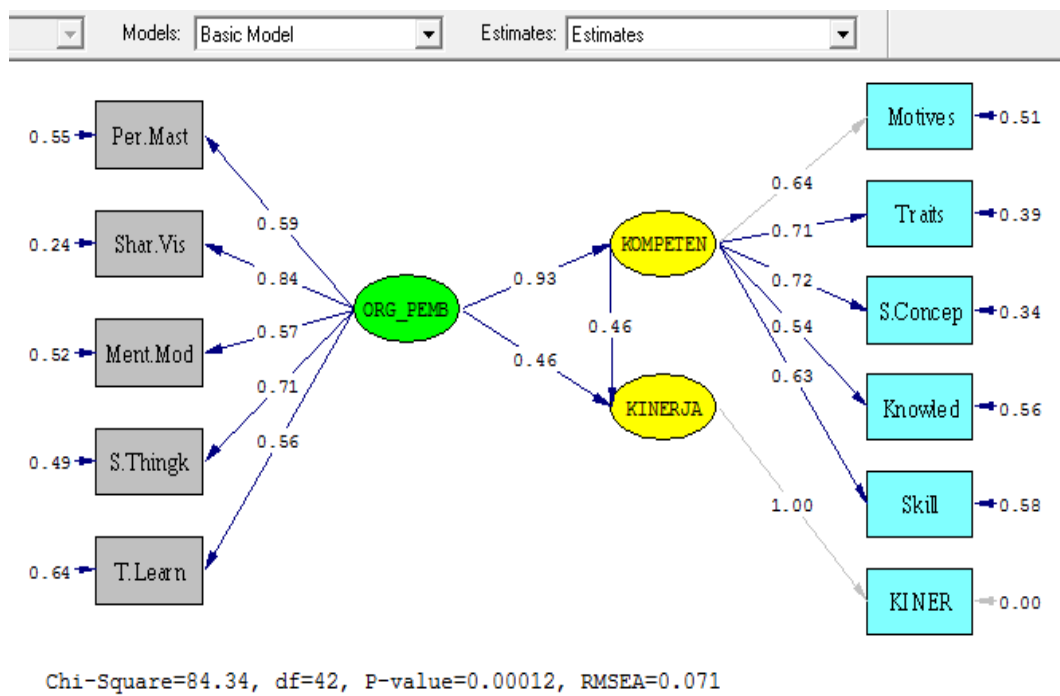 Models: Basic Model Estimates: Estimates
0.55 Per.Mast
0.24 Shar.Vis
0.52 Ment.Mod
0.49 S.Thingk
0.64 T.Learn
0.59
0.84
0.57
0.71
0.56
ORG_PEMB
0.93
0.46
KOMPETEN
0.46
KINERJA
0.64
0.71
0.72
0.54
0.63
1.00
Motives 0.51
Traits 0.39
S.Concep 0.34
Knowled 0.56
Skill 0.58
KINER 0.00
Chi-Square=84.34, df=42, P-value=0.00012, RMSEA=0.071